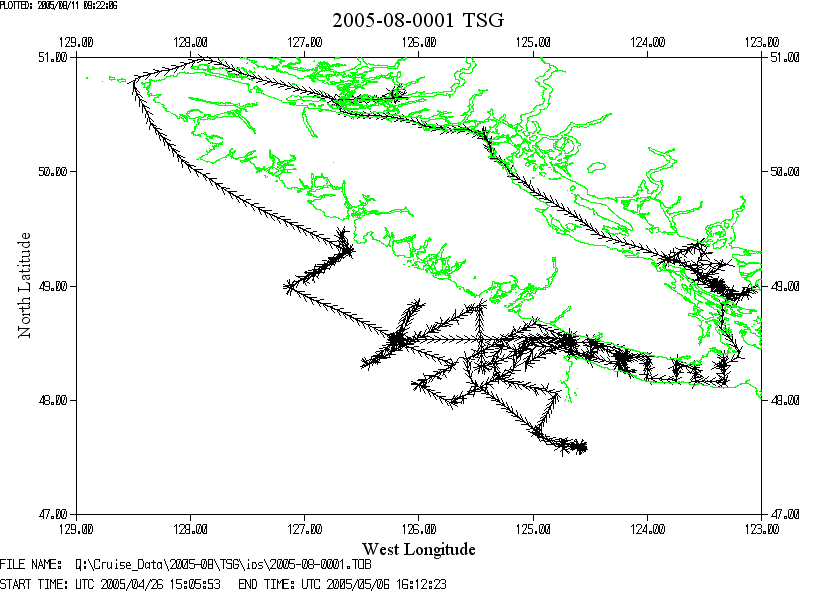 PLOTTED: 2005/08/11 09:22:06
2005-08-0001 TSG
129.00 128.00 127.00 126.00 125.00 124.00 123.00
51.00 51.00
50.00 50.00
49.00 49.00
48.00 48.00
47.00 47.00
North Latitude
129.00 128.00 127.00 126.00 125.00 124.00 123.00
West Longitude
FILE NAME: Q:\Cruise_Data\2005-08\TSG\ios\2005-08-0001.TOB
START TIME: UTC 2005/04/26 15:05:53 END TIME: UTC 2005/05/06 16:12:23